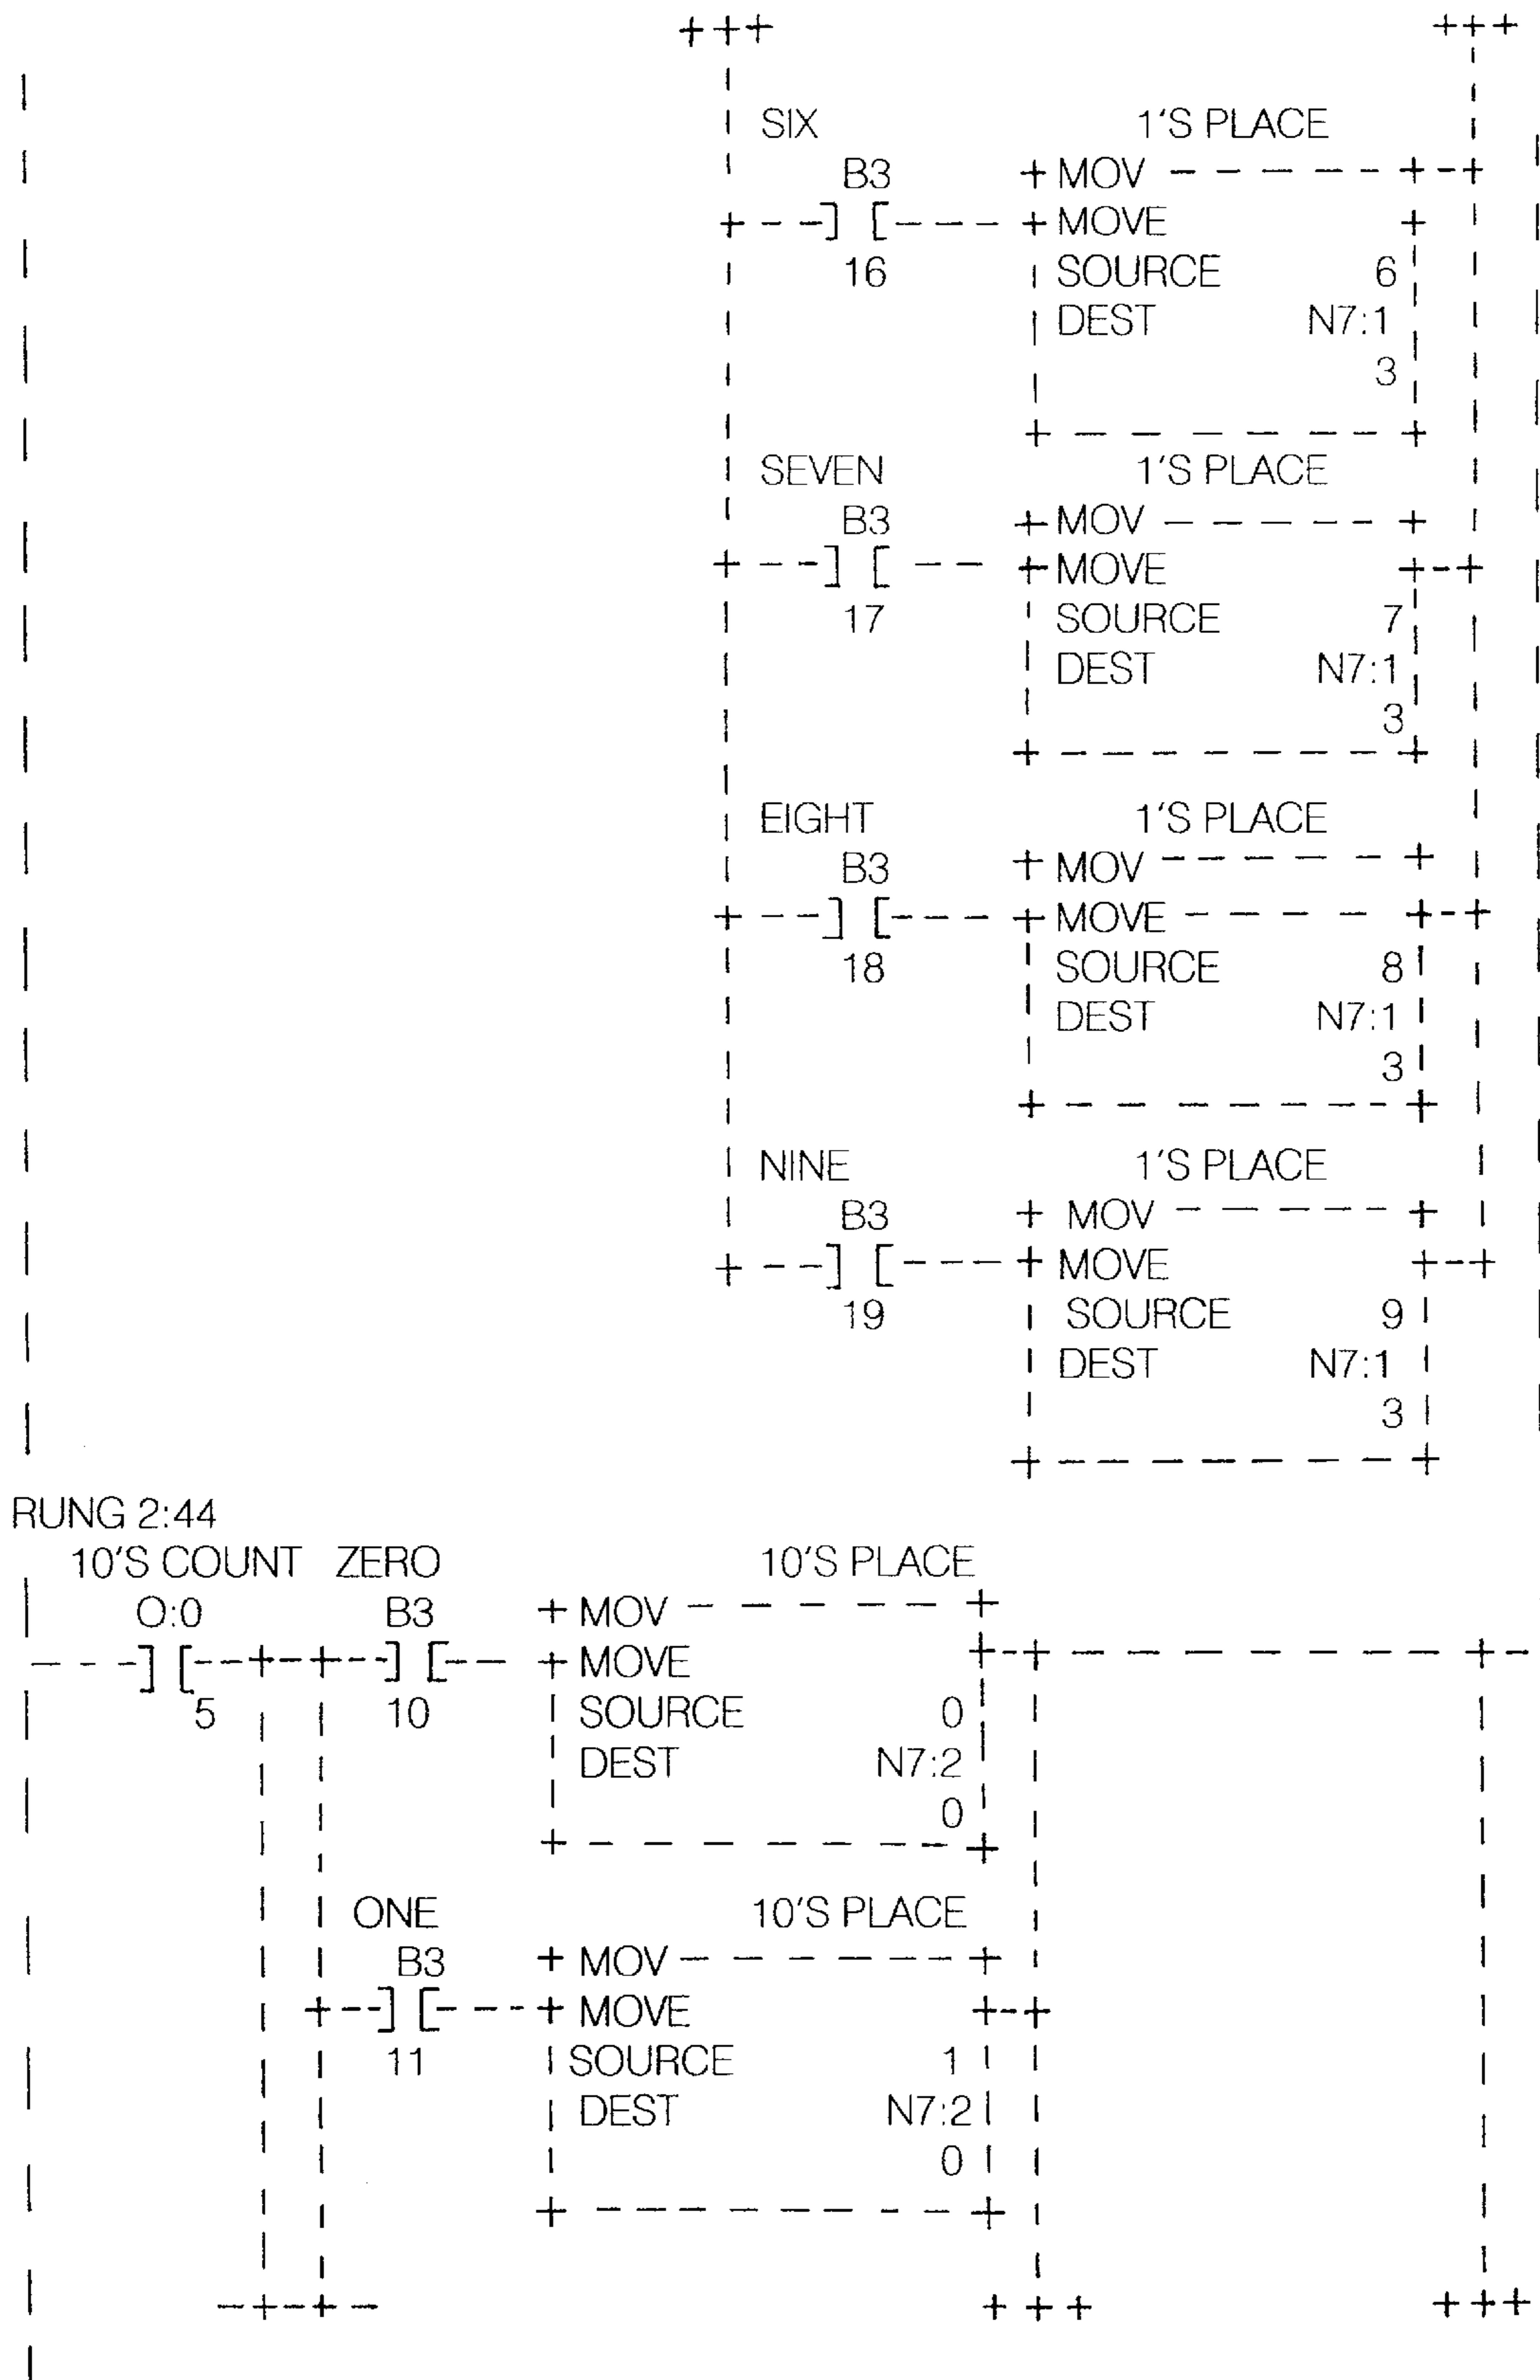 SIX 1'S PLACE
B3 MOV
] [ MOVE
16 SOURCE 6
DEST N7:1
3
SEVEN 1'S PLACE
B3 MOV
] [ MOVE
17 SOURCE 7
DEST N7:1
3
EIGHT 1'S PLACE
B3 MOV
] [ MOVE
18 SOURCE 8
DEST N7:1
3
NINE 1'S PLACE
B3 MOV
] [ MOVE
19 SOURCE 9
DEST N7:1
3
RUNG 2:44
10'S COUNT ZERO 10'S PLACE
O:0 B3 MOV
] [ ] [ MOVE
5 10 SOURCE 0
DEST N7:2
0
ONE 10'S PLACE
B3 MOV
] [ MOVE
11 SOURCE 1
DEST N7:2
0